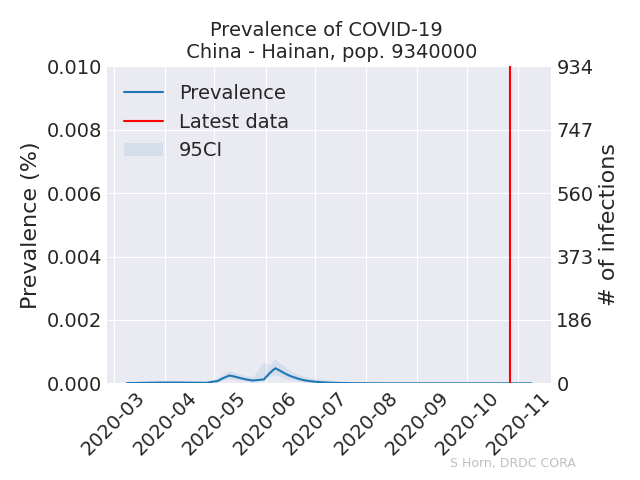 Prevalence of COVID-19
China - Hainan, pop. 9340000
Prevalence
Latest data
95CI
Prevalence (%)
0.010
0.008
0.006
0.004
0.002
0.000
934
747
560
373
186
0
# of infections
2020-03
2020-04
2020-05
2020-06
2020-07
2020-08
2020-09
2020-10
2020-11
S Horn, DRDC CORA